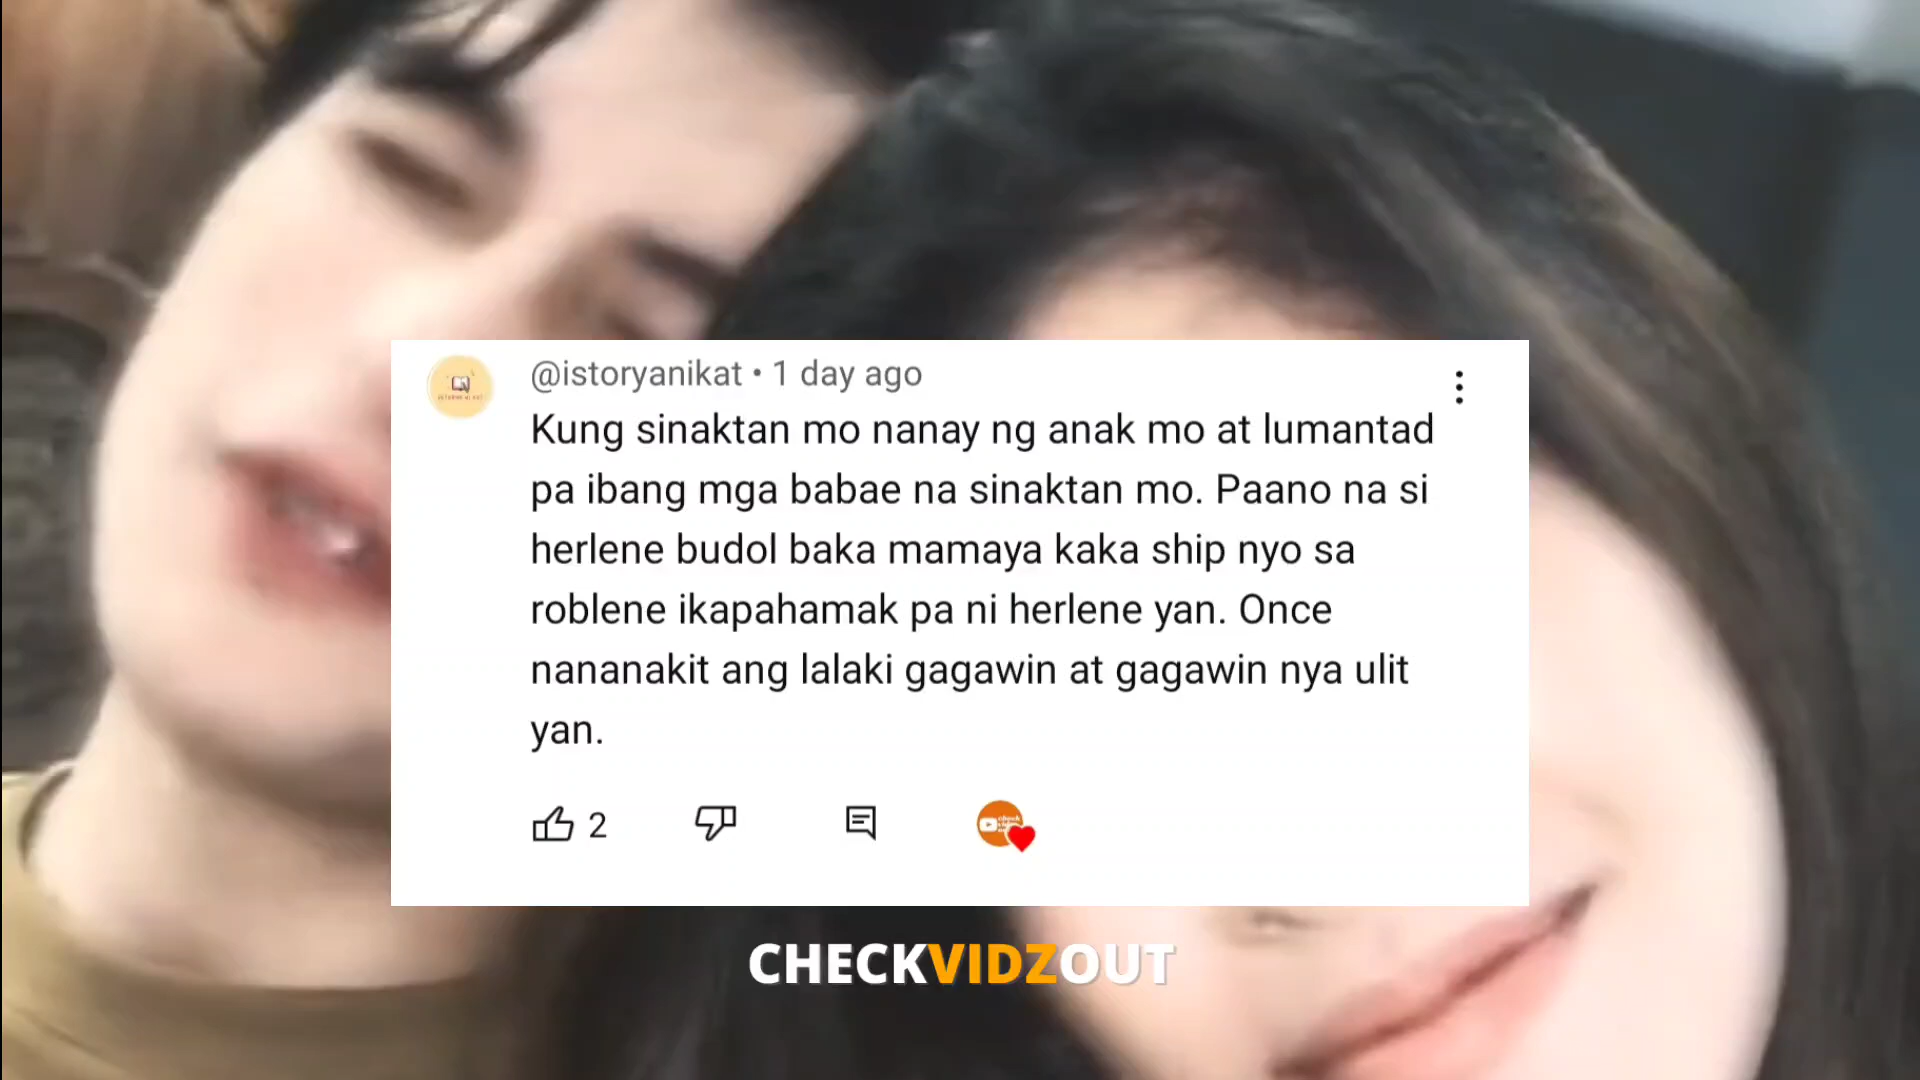 @istoryanikat • 1 day ago
Kung sinaktan mo nanay ng anak mo at lumantad
pa ibang mga babae na sinaktan mo. Paano na si
herlene budol baka mamaya kaka ship nyo sa
roblene ikapahamak pa ni herlene yan. Once
nananakit ang lalaki gagawin at gagawin nya ulit
yan.
2
CHECKVIDZOUT